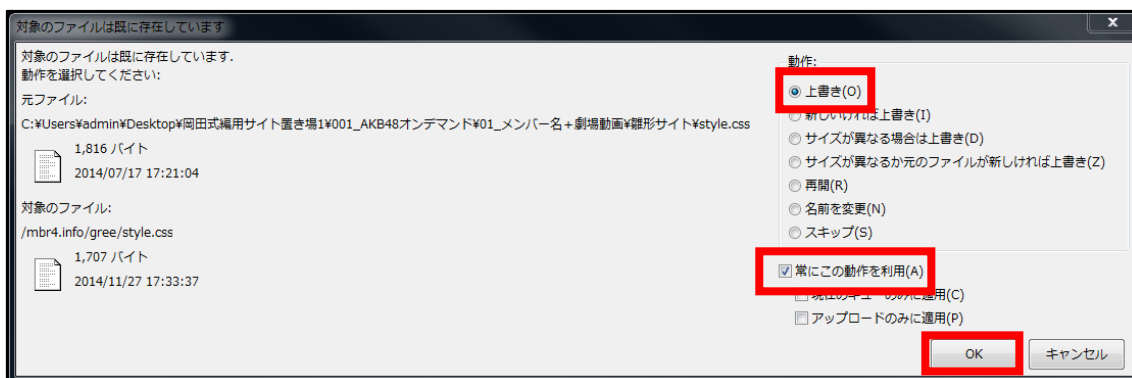 対象のファイルは既に存在しています
対象のファイルは既に存在しています.
動作を選択してください:
元ファイル:
C:¥Users¥admin¥Desktop¥岡田式編用サイト置き場1¥001_AKB48オンデマンド¥01_メンバー名+劇場動画¥雛形サイト¥style.css
1,816 バイト
2014/07/17 17:21:04
対象のファイル:
/mbr4.info/gree/style.css
1,707 バイト
2014/11/27 17:33:37
動作:
上書き(O)
新しければ上書き(I)
サイズが異なる場合は上書き(D)
サイズが異なるか元のファイルが新しければ上書き(Z)
再開(R)
名前を変更(N)
スキップ(S)
常にこの動作を利用(A)
現在のキューのみに適用(C)
アップロードのみに適用(P)
OK
キャンセル